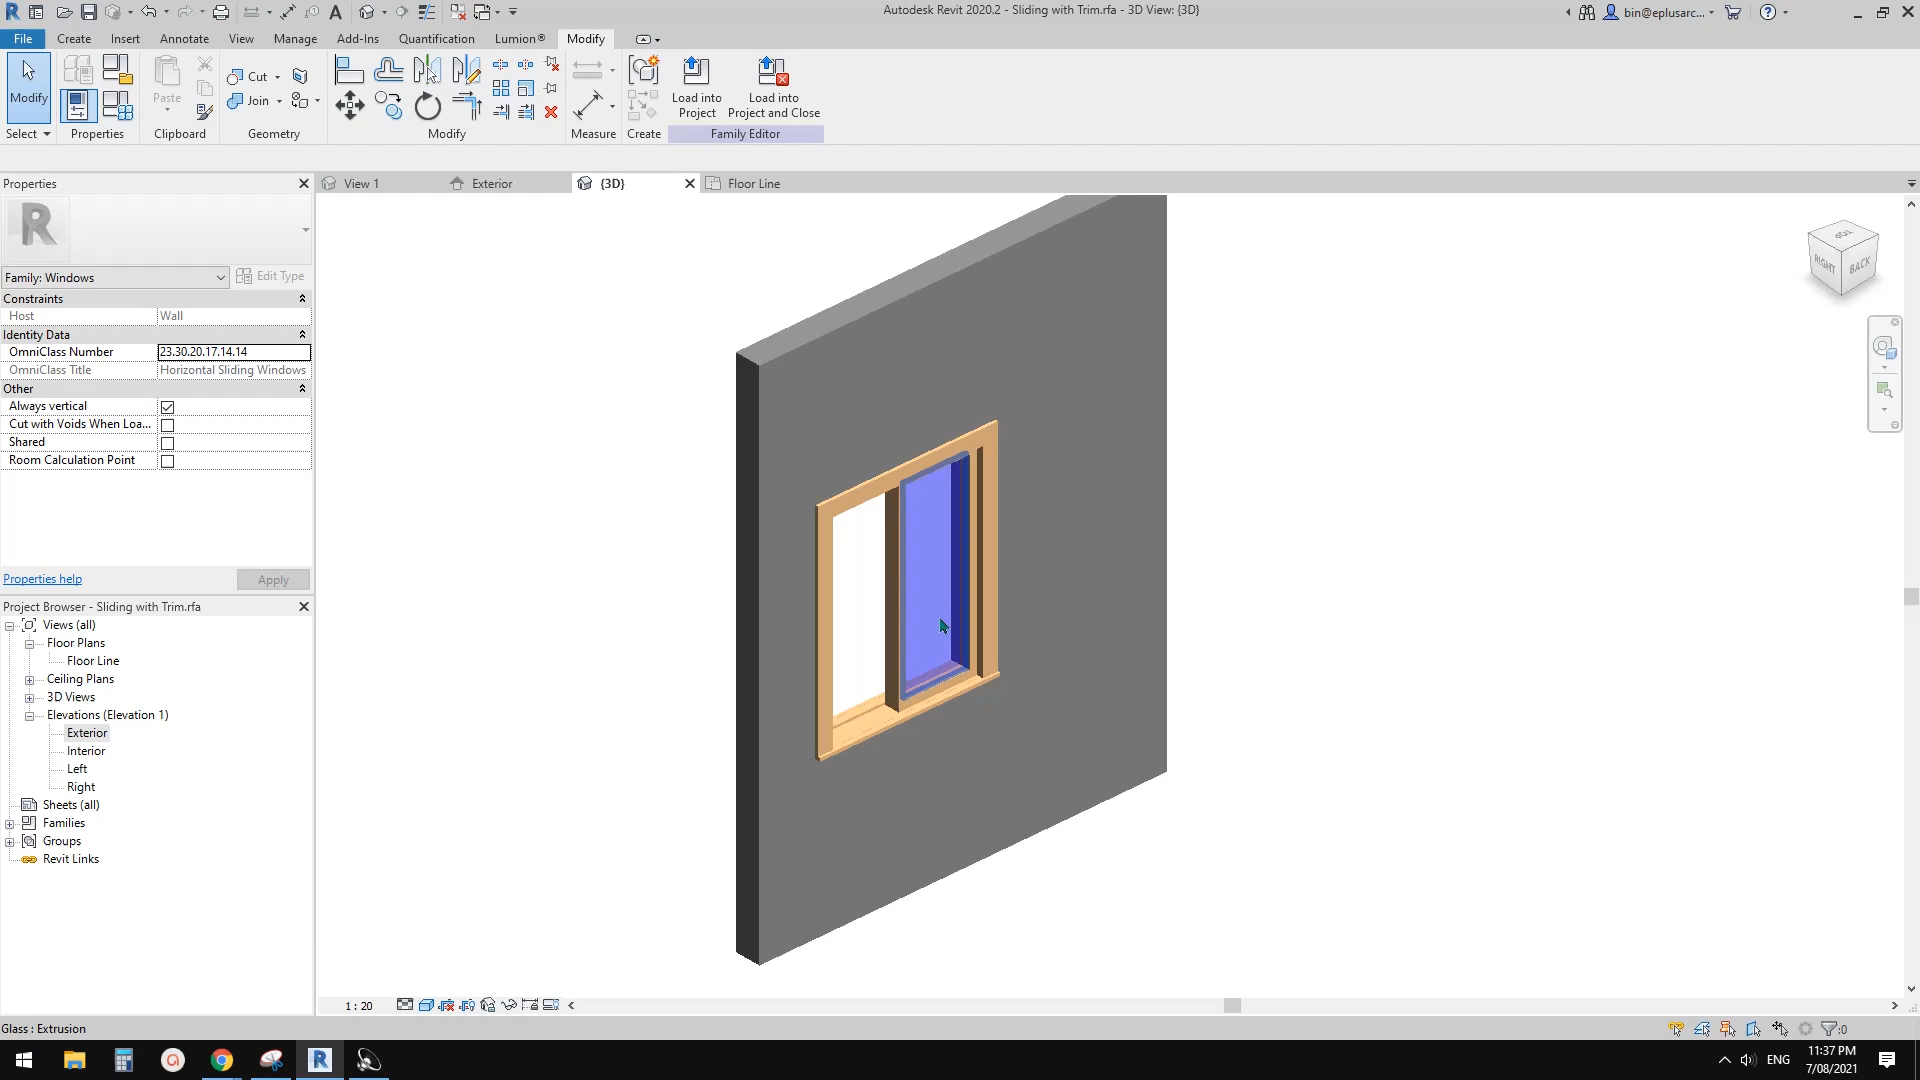 Autodesk Revit 2020.2 - Sliding with Trim.rfa - 3D View: {3D}
bin@eplusarc...
File Create Insert Annotate View Manage Add-Ins Quantification Lumion® Modify
Modify
Paste
Cut
Join
Load into Project
Load into Project and Close
Select Properties Clipboard Geometry Modify Measure Create Family Editor
Properties
View 1
Exterior
{3D}
Floor Line
Family: Windows
Edit Type
Constraints
Host Wall
Identity Data
OmniClass Number 23.30.20.17.14.14
OmniClass Title Horizontal Sliding Windows
Other
Always vertical
Cut with Voids When Loa...
Shared
Room Calculation Point
Properties help
Apply
Project Browser - Sliding with Trim.rfa
Views (all)
Floor Plans
Floor Line
Ceiling Plans
3D Views
Elevations (Elevation 1)
Exterior
Interior
Left
Right
Sheets (all)
Families
Groups
Revit Links
TOP
RIGHT
BACK
1 : 20
Glass : Extrusion
:0
ENG
11:37 PM
7/08/2021